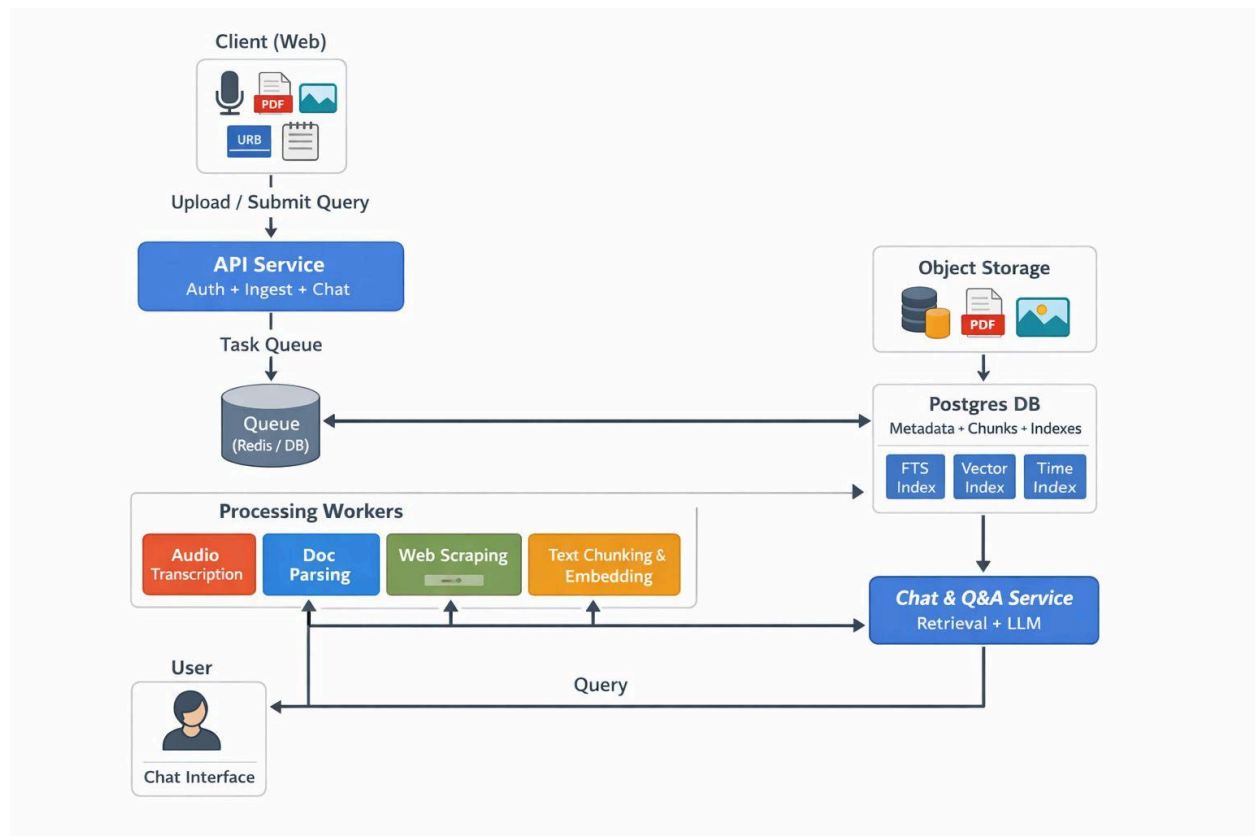 Client (Web)
PDF
URB
Upload / Submit Query
API Service
Auth + Ingest + Chat
Task Queue
Queue
(Redis / DB)
Object Storage
PDF
Postgres DB
Metadata + Chunks + Indexes
FTS
Index
Vector
Index
Time
Index
Processing Workers
Audio
Transcription
Doc
Parsing
Web Scraping
Text Chunking &
Embedding
Chat & Q&A Service
Retrieval + LLM
Query
User
Chat Interface